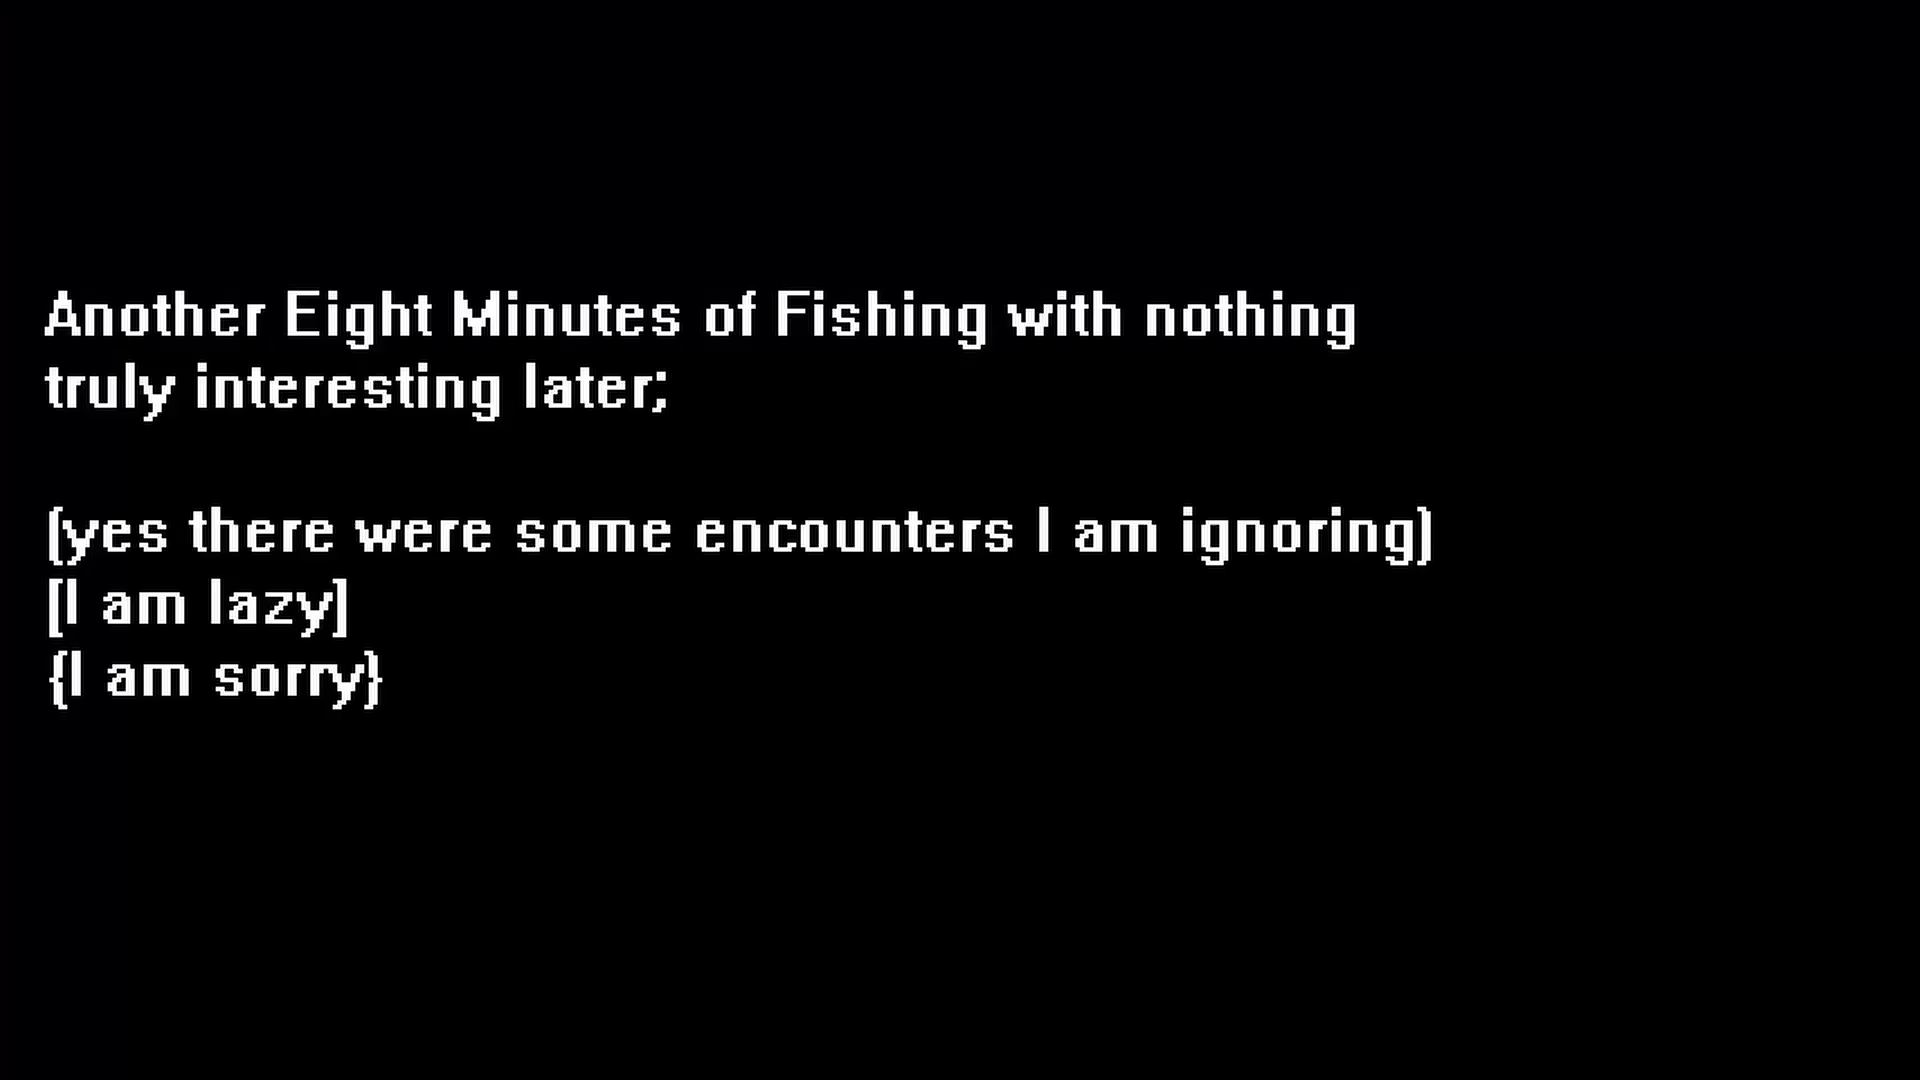 Another Eight Minutes of Fishing with nothing
truly interesting later;
(yes there were some encounters I am ignoring)
[I am lazy]
{I am sorry}